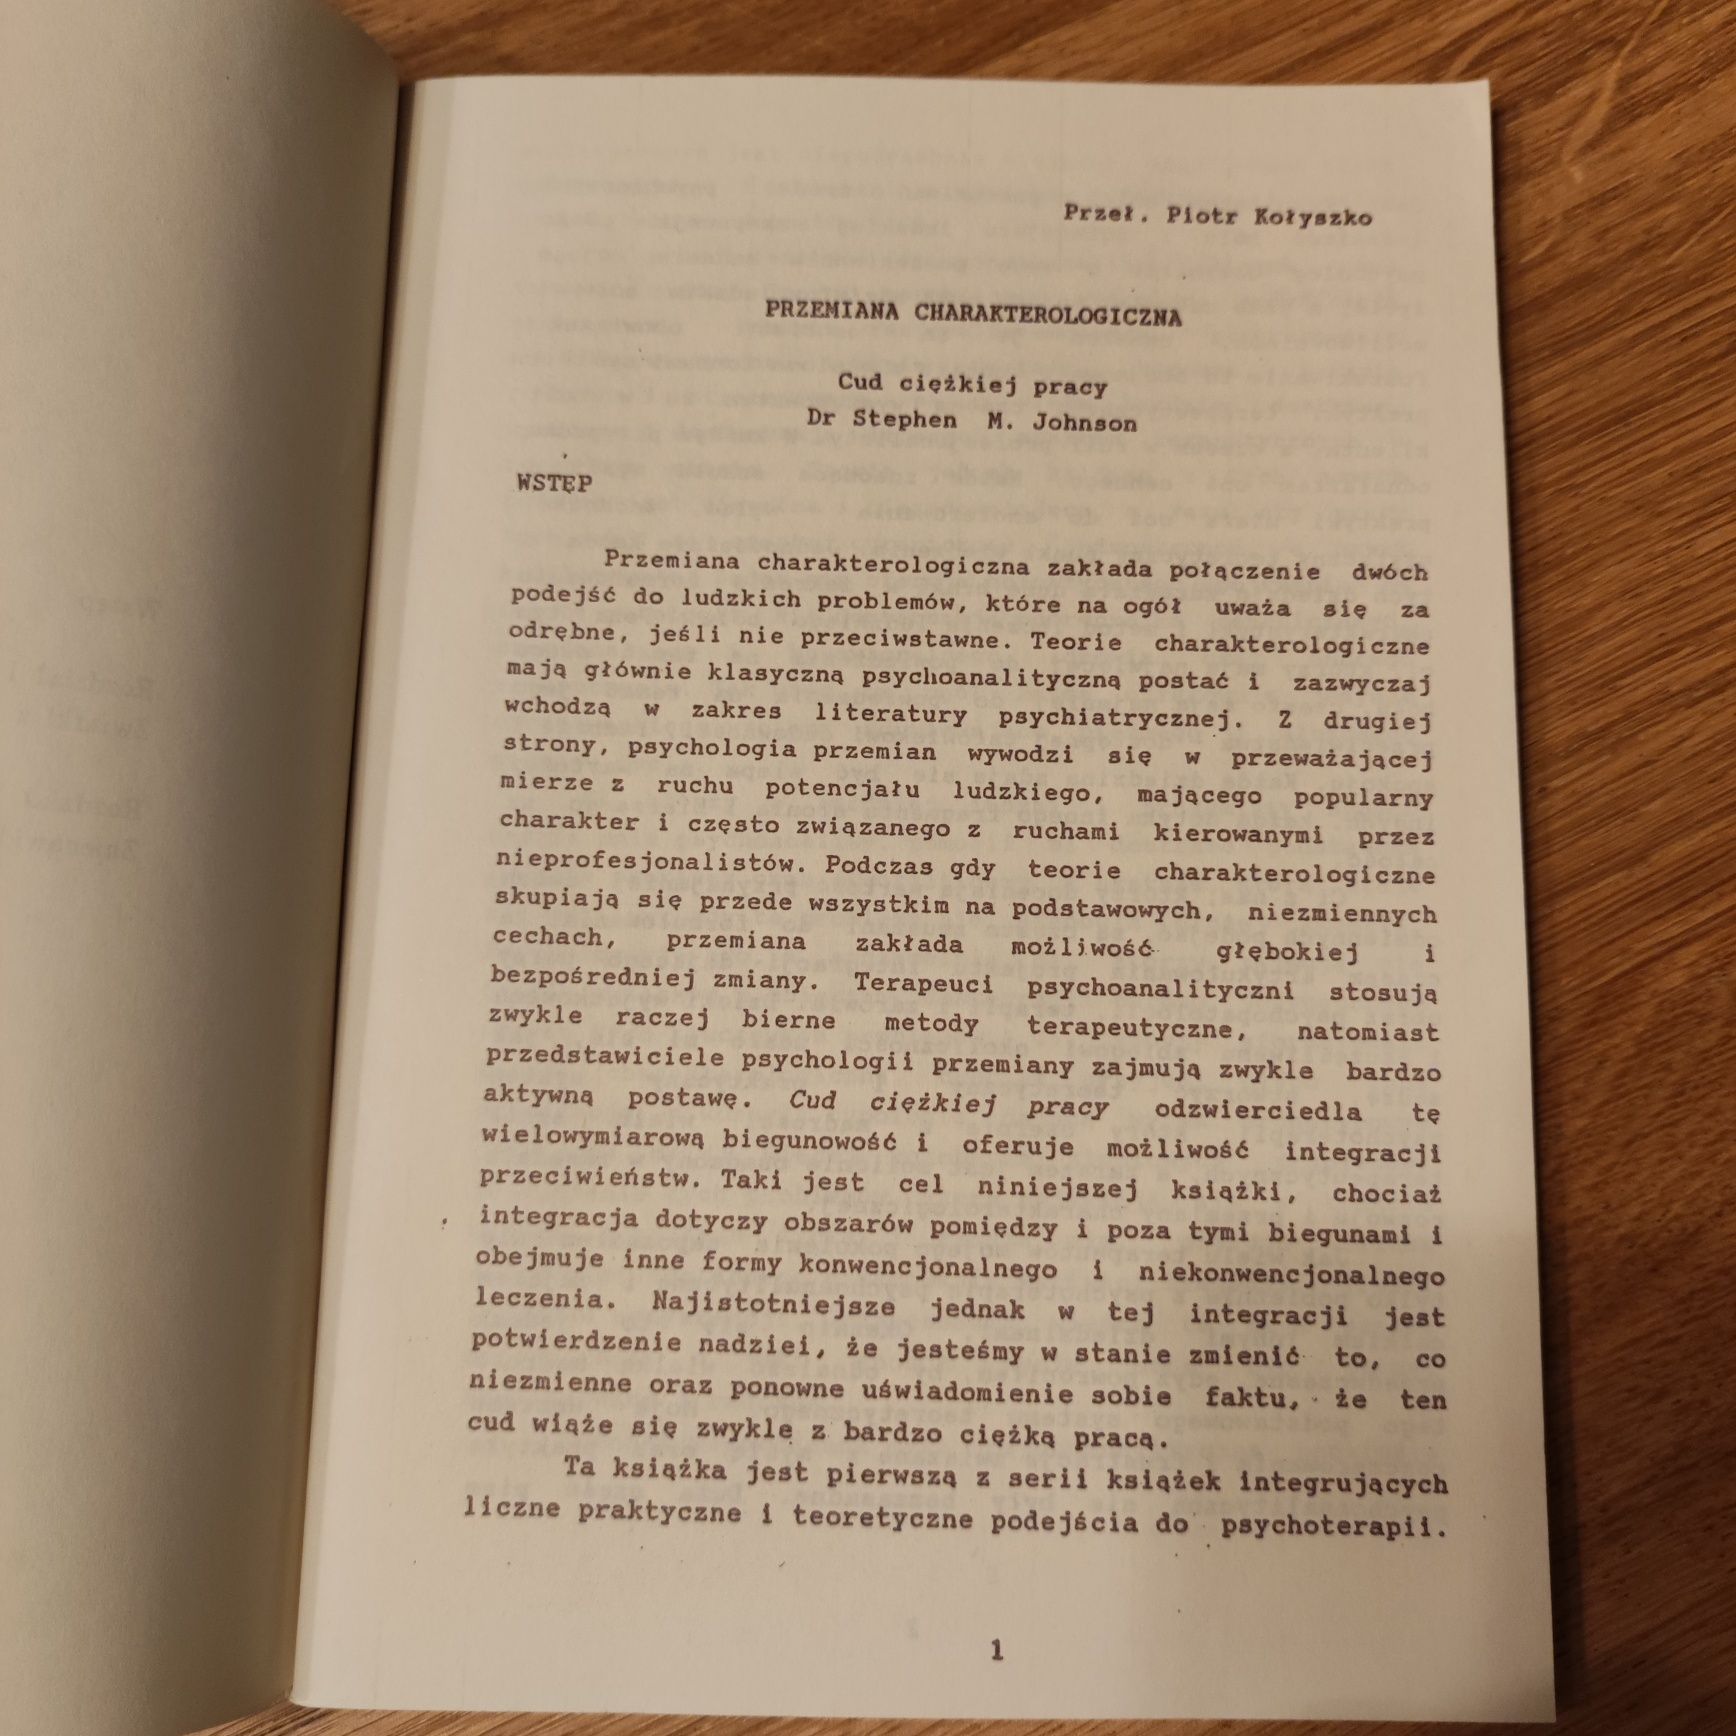 Przeł. Piotr Kołyszko
PRZEMIANA CHARAKTEROLOGICZNA
Cud ciężkiej pracy
Dr Stephen M. Johnson
WSTĘP
Przemiana charakterologiczna zakłada połączenie dwóch
podejść do ludzkich problemów, które na ogół uważa się za
odrębne, jeśli nie przeciwstawne. Teorie charakterologiczne
mają głównie klasyczną psychoanalityczną postać i zazwyczaj
wchodzą w zakres literatury psychiatrycznej. Z drugiej
strony, psychologia przemian wywodzi się w przeważającej
mierze z ruchu potencjału ludzkiego, mającego popularny
charakter i często związanego z ruchami kierowanymi przez
nieprofesjonalistów. Podczas gdy teorie charakterologiczne
skupiają się przede wszystkim na podstawowych, niezmiennych
cechach, przemiana zakłada możliwość głębokiej i
bezpośredniej zmiany. Terapeuci psychoanalityczni stosują
zwykle raczej bierne metody terapeutyczne, natomiast
przedstawiciele psychologii przemiany zajmują zwykle bardzo
aktywną postawę. Cud ciężkiej pracy odzwierciedla tę
wielowymiarową biegunowość i oferuje możliwość integracji
przeciwieństw. Taki jest cel niniejszej książki, chociaż
integracja dotyczy obszarów pomiędzy i poza tymi biegunami i
obejmuje inne formy konwencjonalnego i niekonwencjonalnego
leczenia. Najistotniejsze jednak w tej integracji jest
potwierdzenie nadziei, że jesteśmy w stanie zmienić to, co
niezmienne oraz ponowne uświadomienie sobie faktu, że ten
cud wiąże się zwykle z bardzo ciężką pracą.
Ta książka jest pierwszą z serii książek integrujących
liczne praktyczne i teoretyczne podejścia do psychoterapii.
1